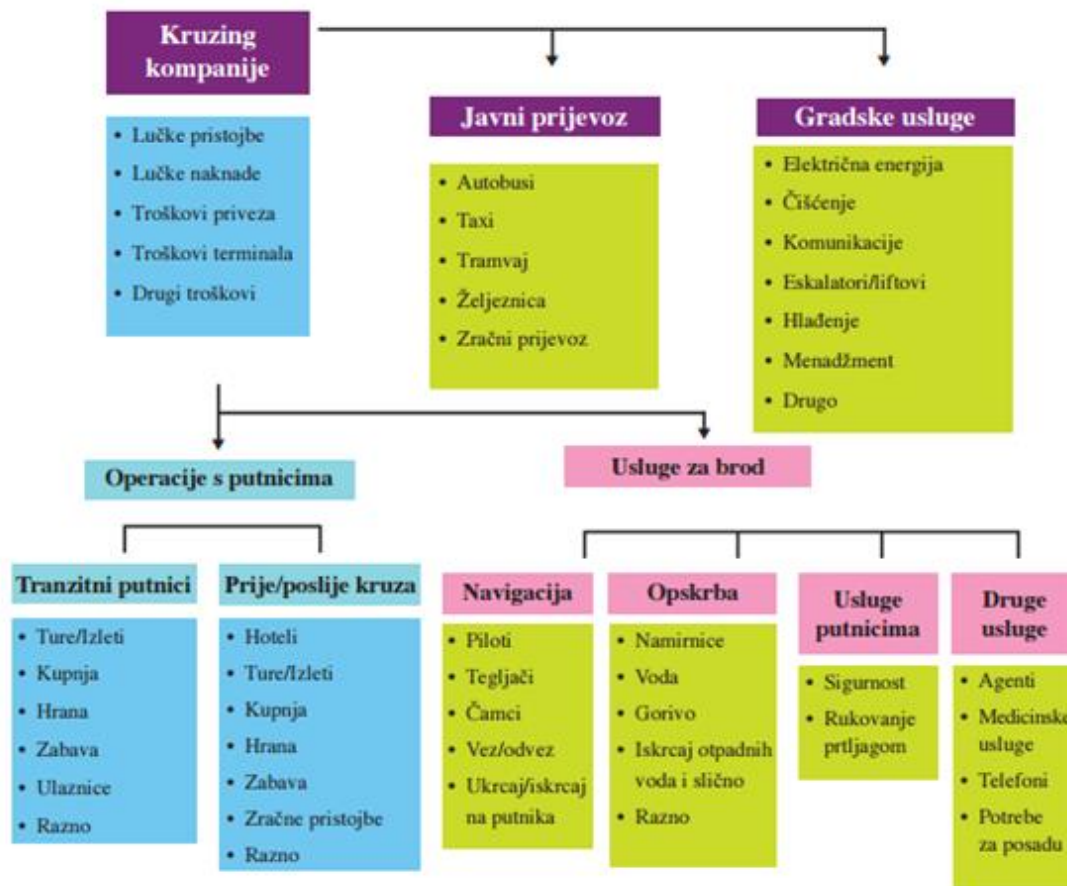 Kruzing
kompanije
• Lučke pristojbe
• Lučke naknade
• Troškovi priveza
• Troškovi terminala
• Drugi troškovi
Javni prijevoz
• Autobusi
• Taxi
• Tramvaj
• Željeznica
• Zračni prijevoz
Gradske usluge
• Električna energija
• Čišćenje
• Komunikacije
• Eskalatori/liftovi
• Hlađenje
• Menadžment
• Drugo
Operacije s putnicima
Usluge za brod
Tranzitni putnici
• Ture/Izleti
• Kupnja
• Hrana
• Zabava
• Ulaznice
• Razno
Prije/poslije kruza
• Hoteli
• Ture/Izleti
• Kupnja
• Hrana
• Zabava
• Zračne pristojbe
• Razno
Navigacija
• Piloti
• Tegljači
• Čamci
• Vez/odvez
• Ukrcaj/iskrcaj
na putnika
Opskrba
• Namirnice
• Voda
• Gorivo
• Iskrcaj otpadnih
voda i slično
• Razno
Usluge
putnicima
• Sigurnost
• Rukovanje
prtljagom
Druge
usluge
• Agenti
• Medicinske
usluge
• Telefoni
• Potrebe
za posadu